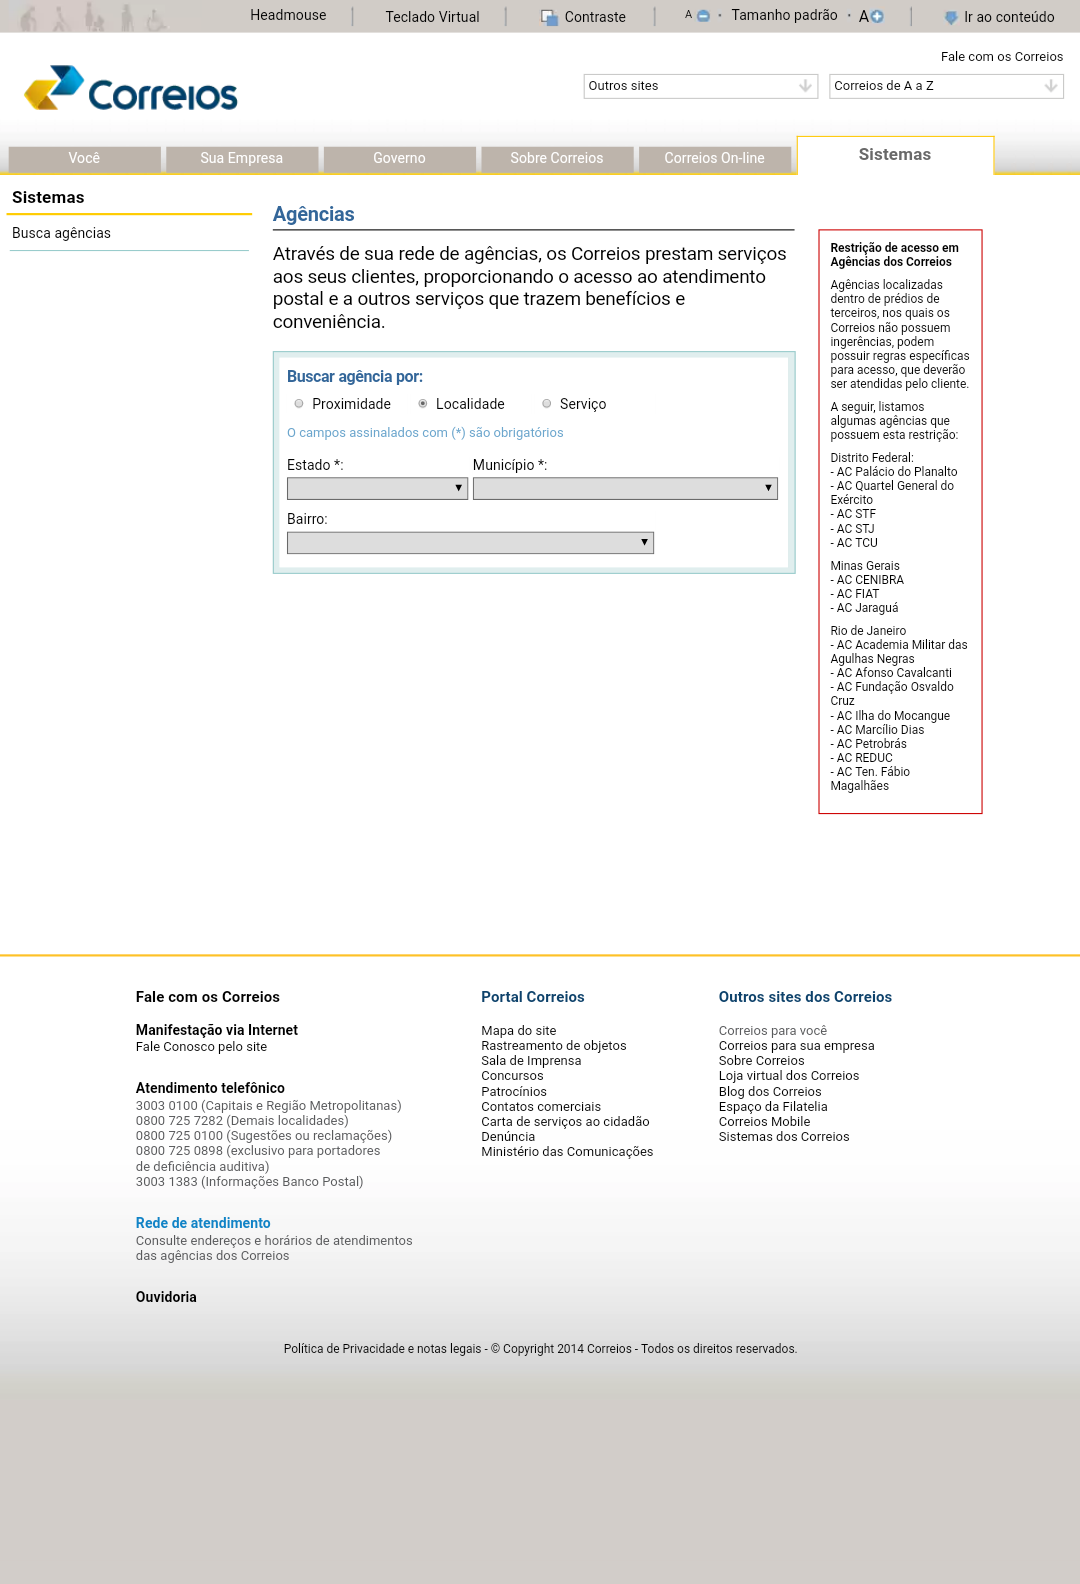 Headmouse
Teclado Virtual
Contraste
A
Tamanho padrão
A
Ir ao conteúdo
Fale com os Correios
Correios
Outros sites
Correios de A a Z
Você
Sua Empresa
Governo
Sobre Correios
Correios On-line
Sistemas
Sistemas
Busca agências
Agências
Através de sua rede de agências, os Correios prestam serviços
aos seus clientes, proporcionando o acesso ao atendimento
postal e a outros serviços que trazem benefícios e
conveniência.
Buscar agência por:
Proximidade
Localidade
Serviço
O campos assinalados com (*) são obrigatórios
Estado *:
Município *:
Bairro:
Restrição de acesso em
Agências dos Correios
Agências localizadas
dentro de prédios de
terceiros, nos quais os
Correios não possuem
ingerências, podem
possuir regras específicas
para acesso, que deverão
ser atendidas pelo cliente.
A seguir, listamos
algumas agências que
possuem esta restrição:
Distrito Federal:
- AC Palácio do Planalto
- AC Quartel General do
Exército
- AC STF
- AC STJ
- AC TCU
Minas Gerais
- AC CENIBRA
- AC FIAT
- AC Jaraguá
Rio de Janeiro
- AC Academia Militar das
Agulhas Negras
- AC Afonso Cavalcanti
- AC Fundação Osvaldo
Cruz
- AC Ilha do Mocangue
- AC Marcílio Dias
- AC Petrobrás
- AC REDUC
- AC Ten. Fábio
Magalhães
Fale com os Correios
Manifestação via Internet
Fale Conosco pelo site
Atendimento telefônico
3003 0100 (Capitais e Região Metropolitanas)
0800 725 7282 (Demais localidades)
0800 725 0100 (Sugestões ou reclamações)
0800 725 0898 (exclusivo para portadores
de deficiência auditiva)
3003 1383 (Informações Banco Postal)
Rede de atendimento
Consulte endereços e horários de atendimentos
das agências dos Correios
Ouvidoria
Portal Correios
Mapa do site
Rastreamento de objetos
Sala de Imprensa
Concursos
Patrocínios
Contatos comerciais
Carta de serviços ao cidadão
Denúncia
Ministério das Comunicações
Outros sites dos Correios
Correios para você
Correios para sua empresa
Sobre Correios
Loja virtual dos Correios
Blog dos Correios
Espaço da Filatelia
Correios Mobile
Sistemas dos Correios
Política de Privacidade e notas legais - © Copyright 2014 Correios - Todos os direitos reservados.